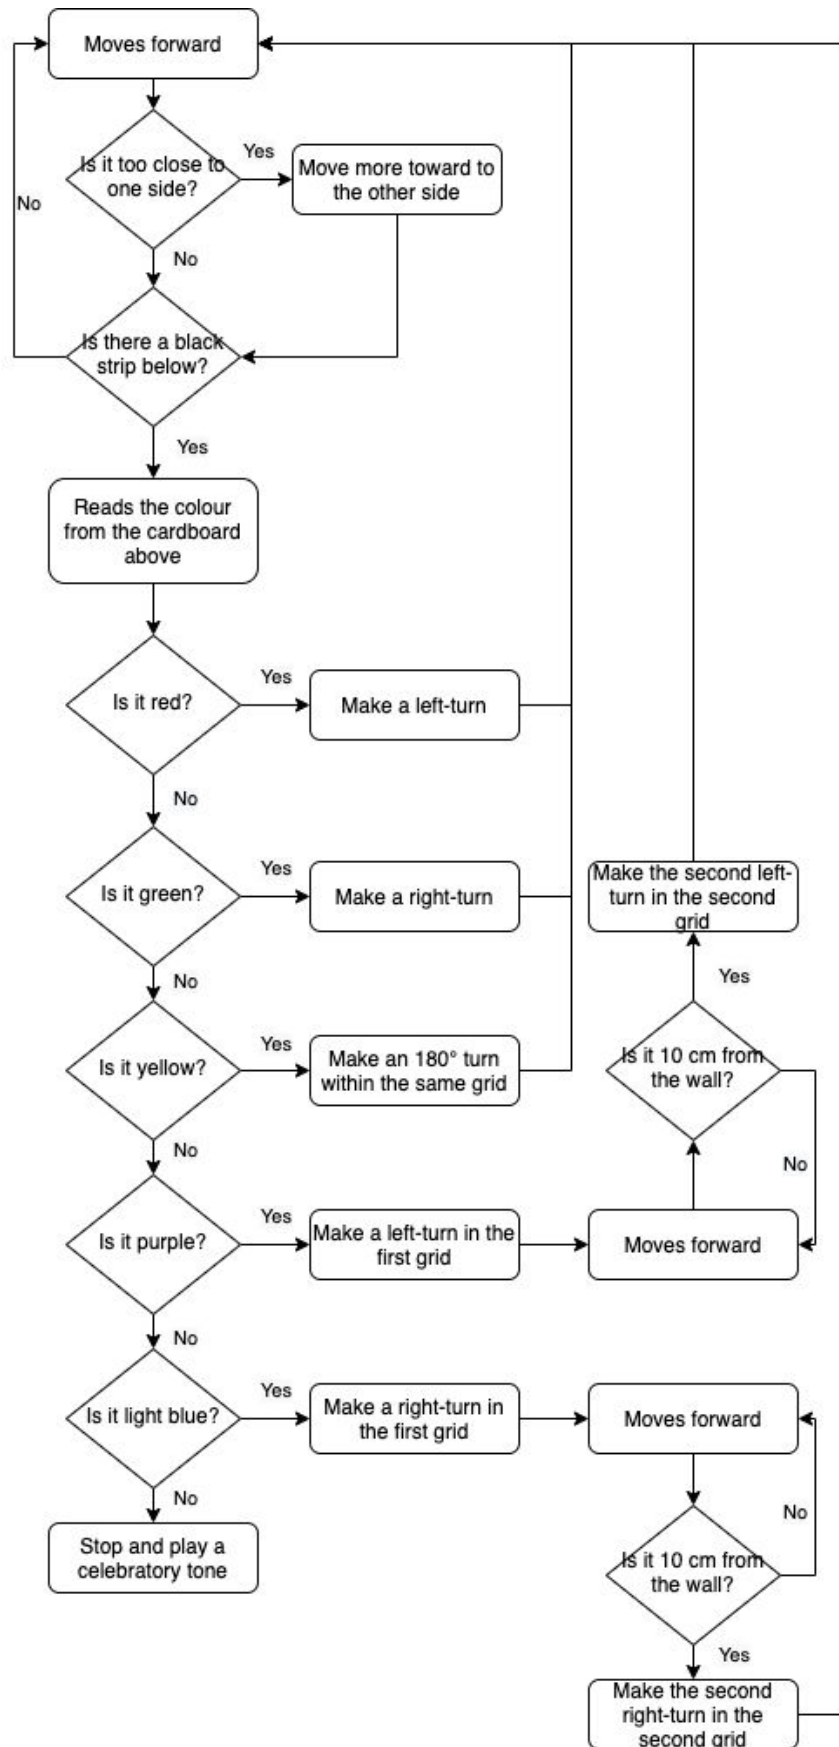 Moves forward
Is it too close to
one side?
Yes
Move more toward to
the other side
No
No
Is there a black
strip below?
Yes
Reads the colour
from the cardboard
above
Is it red?
Yes
Make a left-turn
No
Is it green?
Yes
Make a right-turn
No
Is it yellow?
Yes
Make an 180° turn
within the same grid
No
Is it purple?
Yes
Make a left-turn in the
first grid
Moves forward
Is it 10 cm from
the wall?
No
Yes
Make the second left-
turn in the second
grid
No
Is it light blue?
Yes
Make a right-turn in
the first grid
Moves forward
Is it 10 cm from
the wall?
No
Yes
Make the second
right-turn in the
second grid
No
Stop and play a
celebratory tone